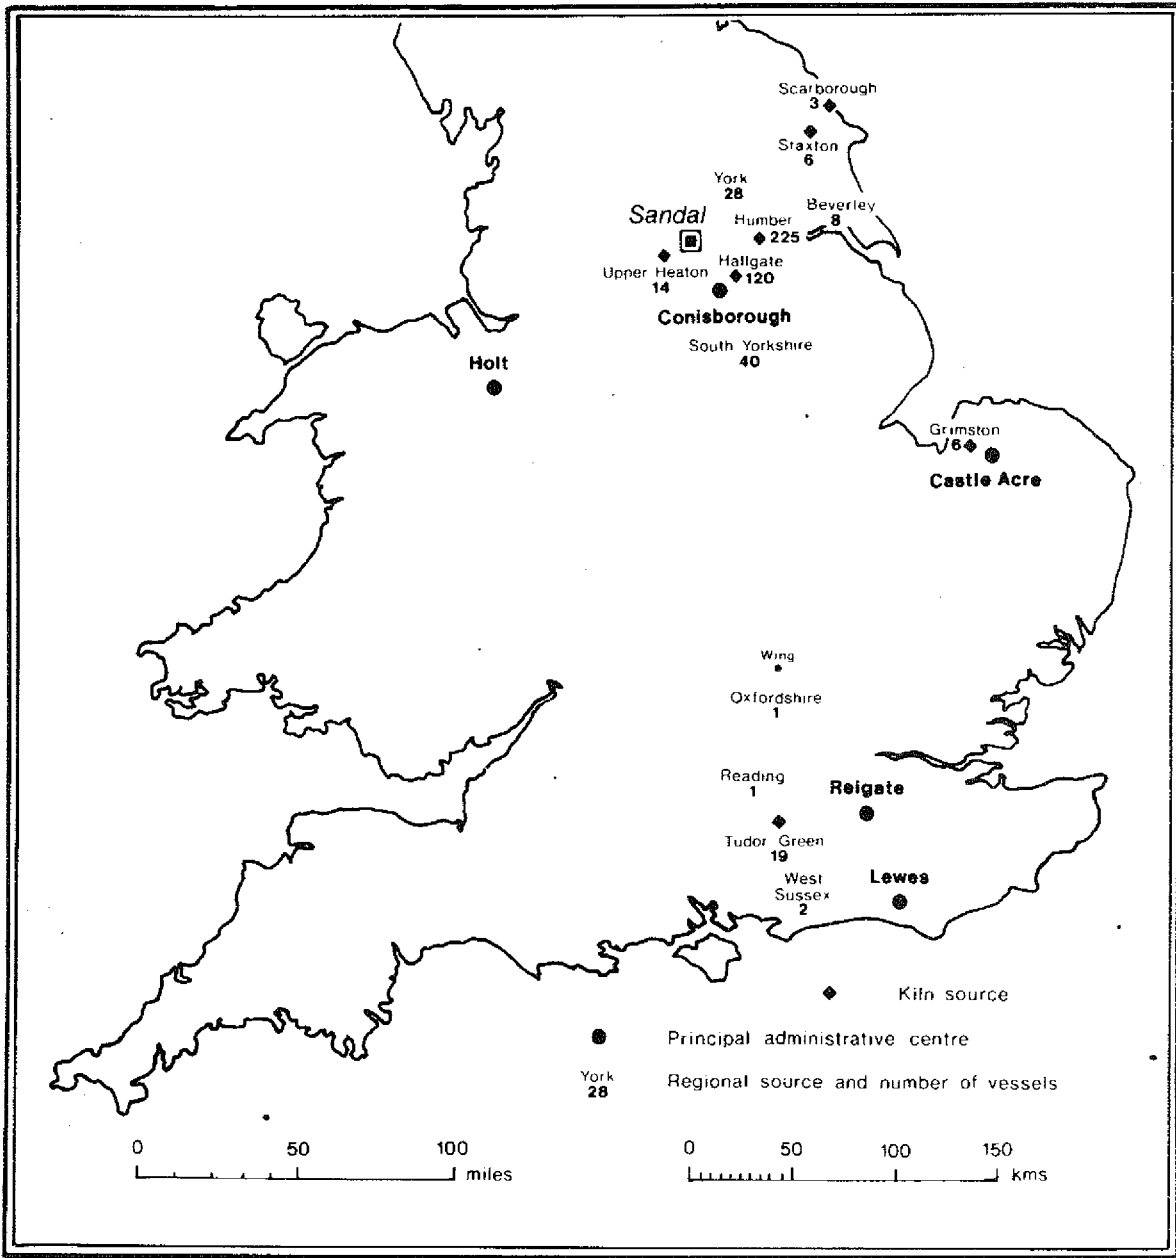 Scarborough
3
Staxton
6
York
28
Beverley
8
Sandal
Humber
225
Upper Heaton
14
Hallgate
120
Conisborough
South Yorkshire
40
Holt
Grimston
6
Castle Acre
Wing
Oxfordshire
1
Reading
1
Reigate
Tudor Green
19
West
Sussex
2
Lewes
Kiln source
Principal administrative centre
York
28
Regional source and number of vessels
0 50 100
miles
0 50 100 150
kms